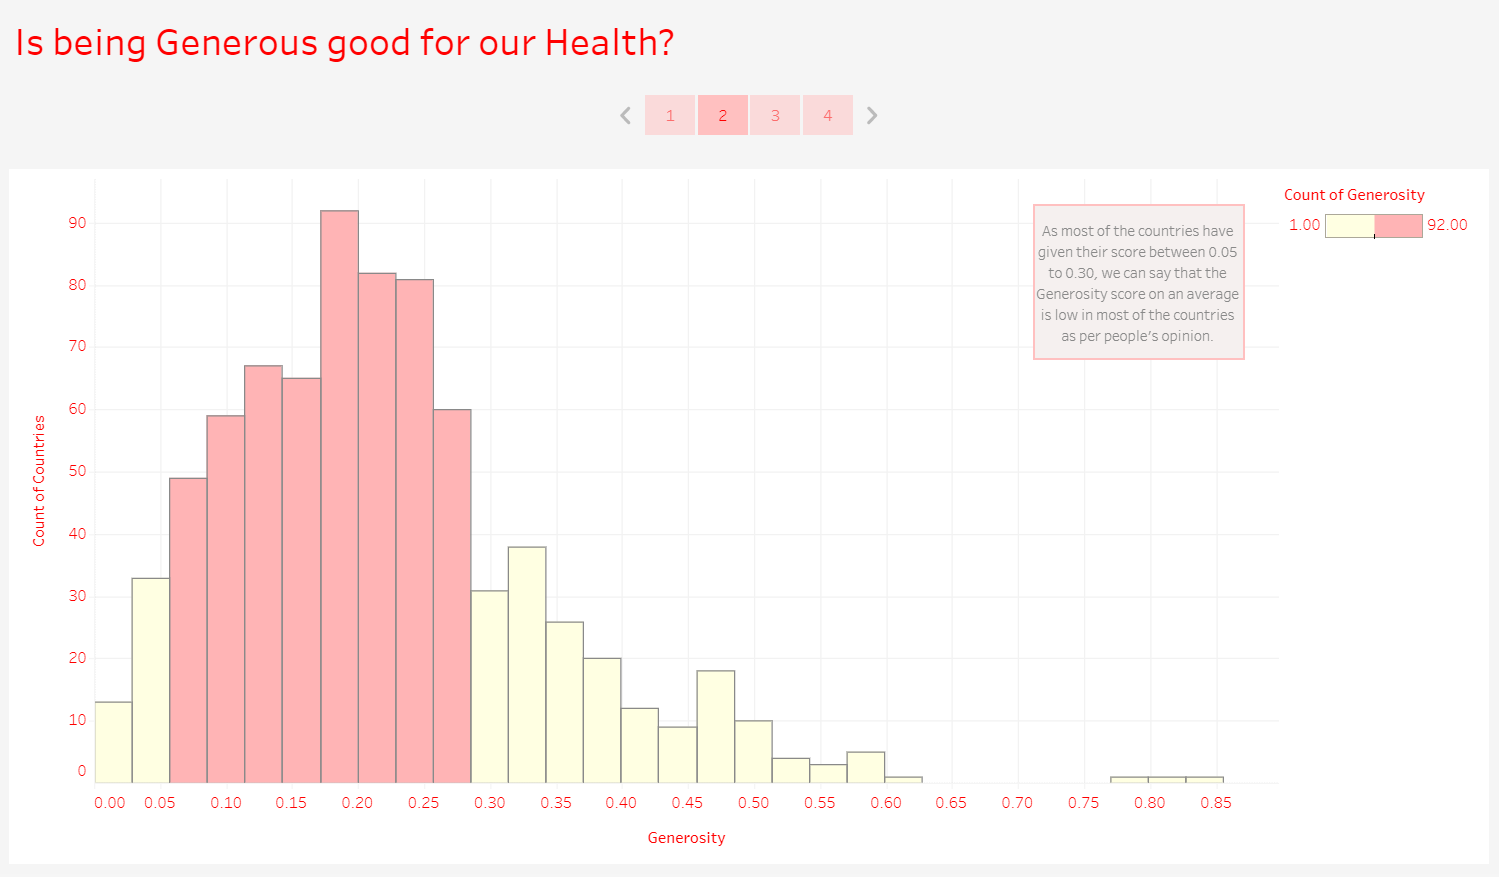 Is being Generous good for our Health?
1 2 3 4
Count of Generosity
1.00 92.00
As most of the countries have
given their score between 0.05
to 0.30, we can say that the
Generosity score on an average
is low in most of the countries
as per people's opinion.
Count of Countries
90
80
70
60
50
40
30
20
10
0
0.00 0.05 0.10 0.15 0.20 0.25 0.30 0.35 0.40 0.45 0.50 0.55 0.60 0.65 0.70 0.75 0.80 0.85
Generosity